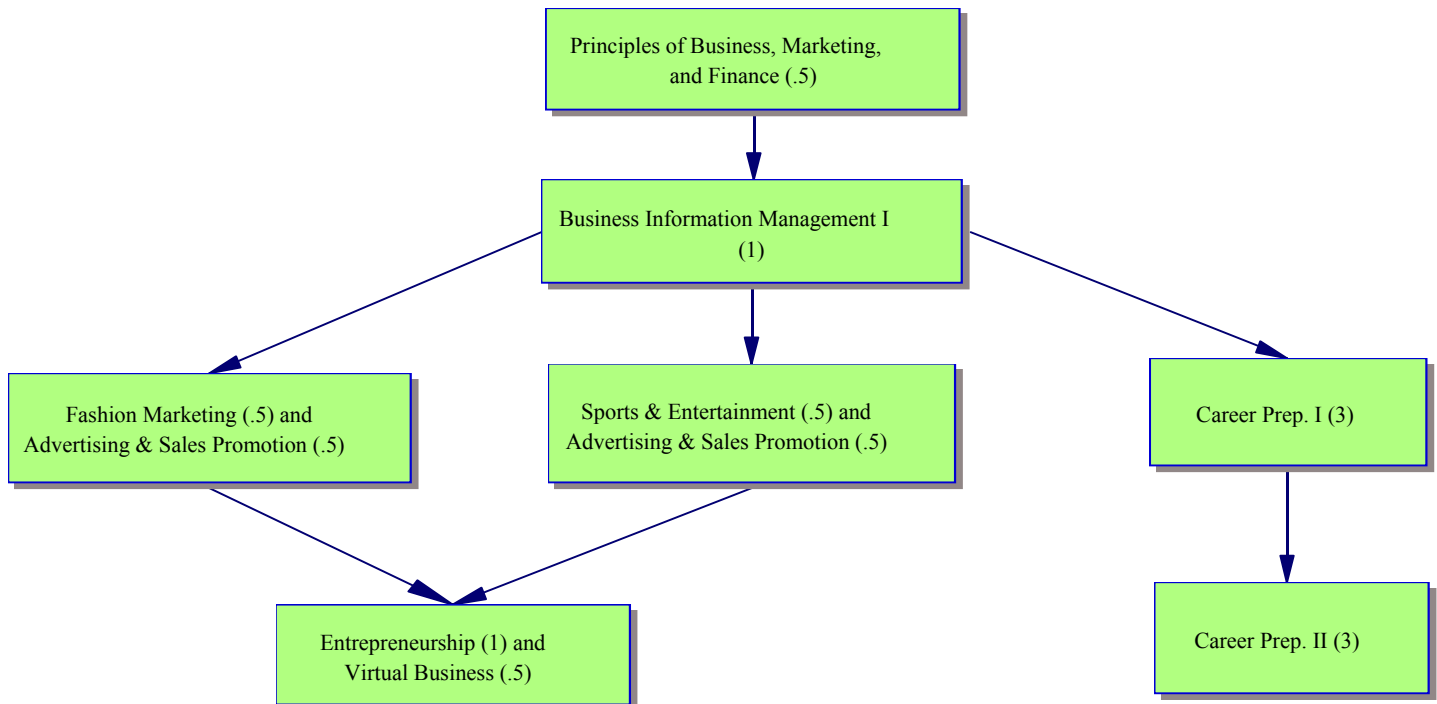 Principles of Business, Marketing,
and Finance (.5)
Business Information Management I
(1)
Fashion Marketing (.5) and
Advertising & Sales Promotion (.5)
Sports & Entertainment (.5) and
Advertising & Sales Promotion (.5)
Career Prep. I (3)
Entrepreneurship (1) and
Virtual Business (.5)
Career Prep. II (3)